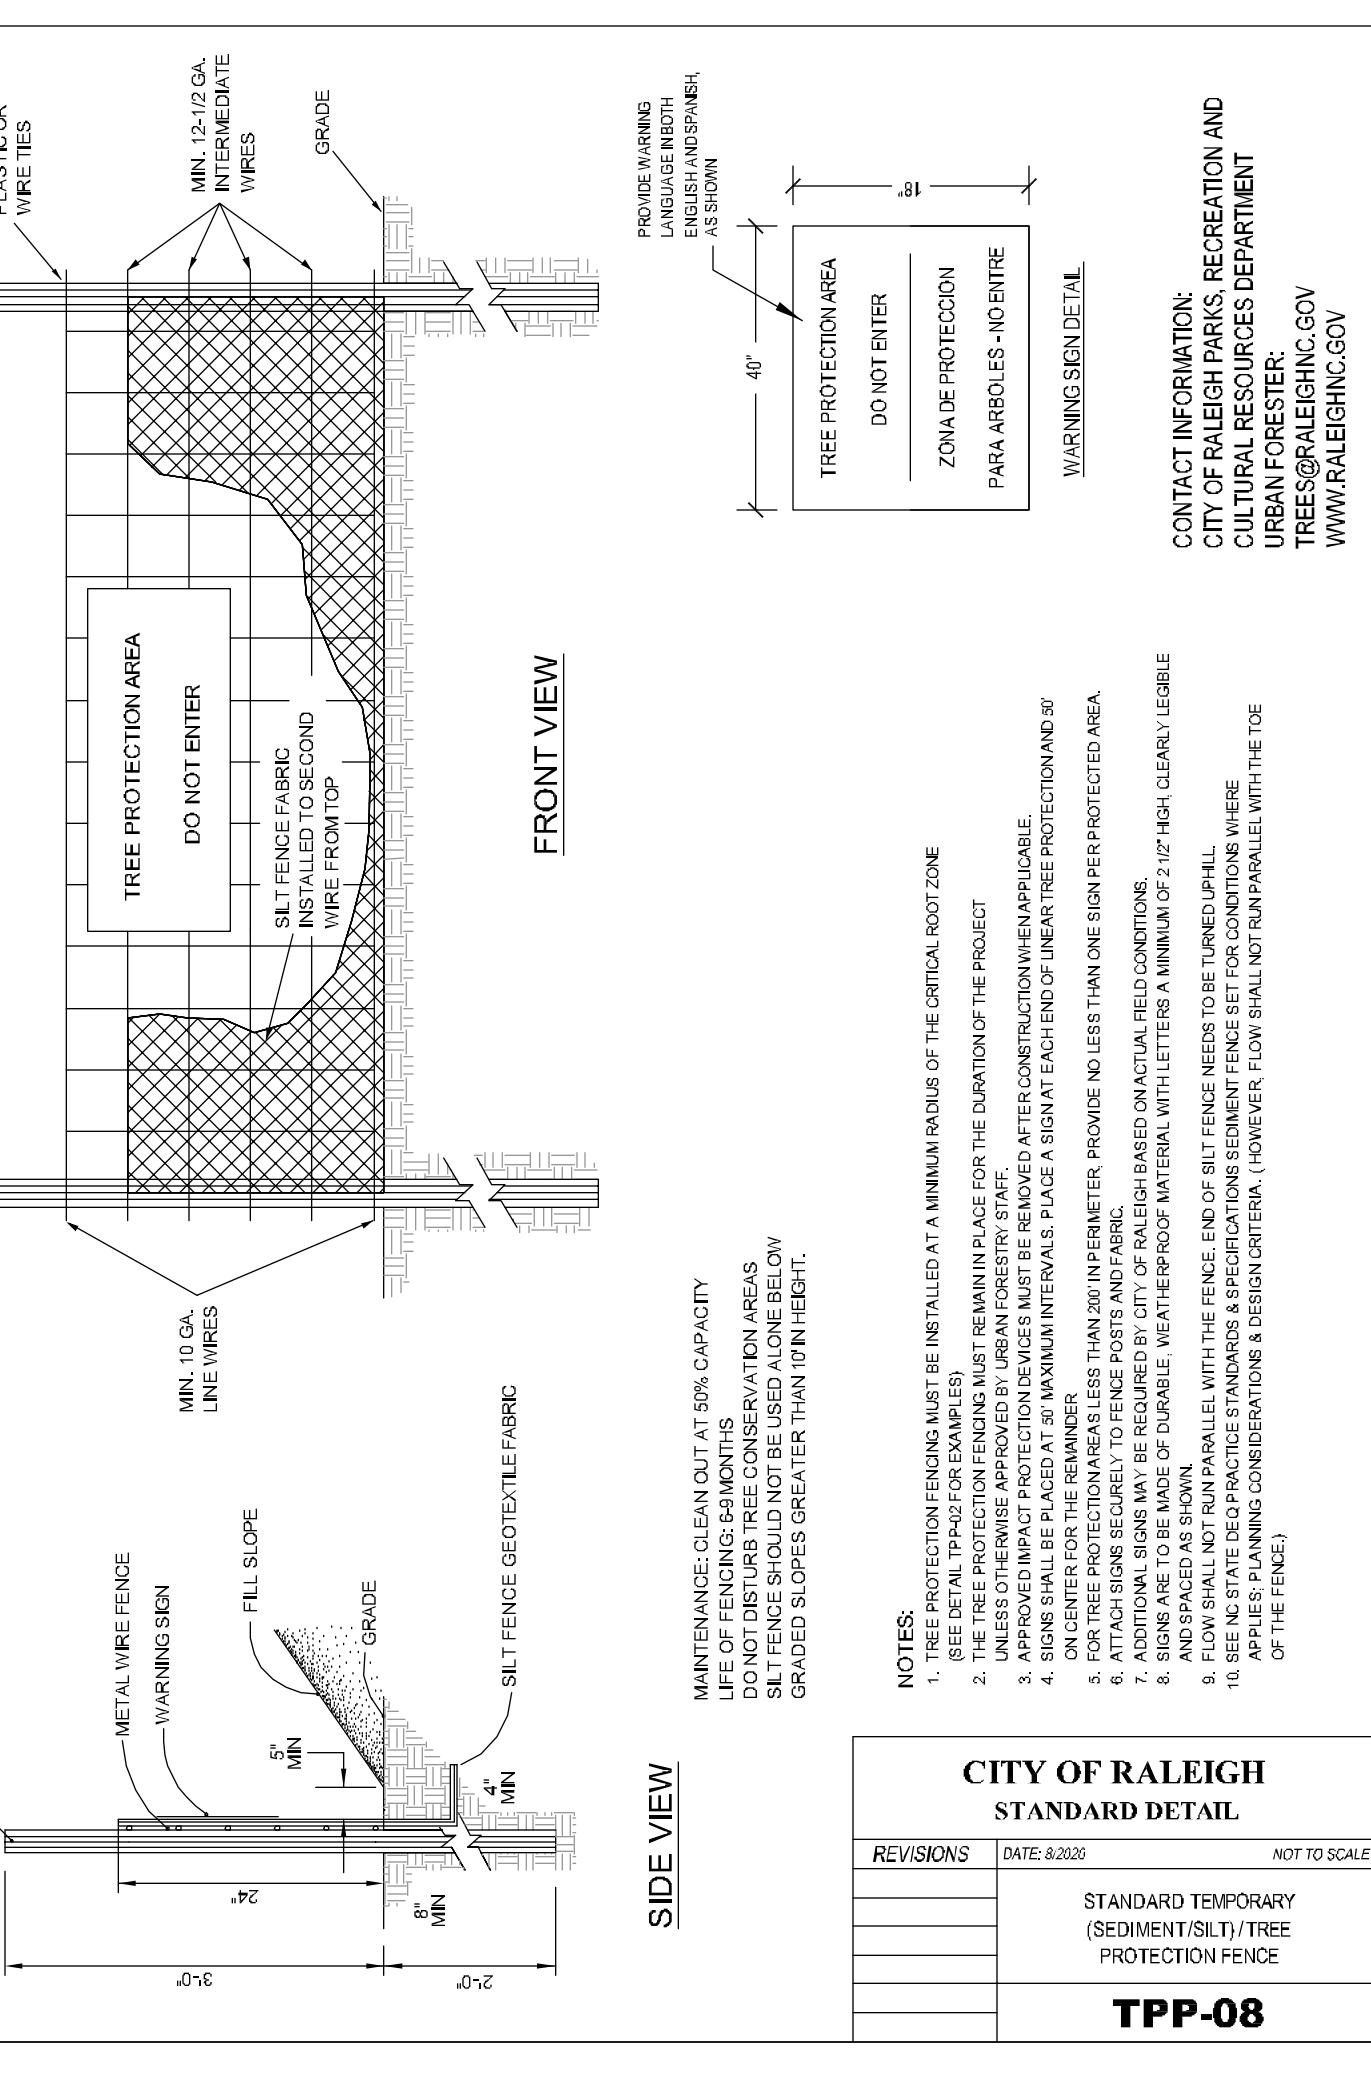 PLASTIC OR
WIRE TIES
MIN. 12-1/2 GA.
INTERMEDIATE
WIRES
GRADE
TREE PROTECTION AREA
DO NOT ENTER
SILT FENCE FABRIC
INSTALLED TO SECOND
WIRE FROM TOP
MIN. 10 GA.
LINE WIRES
FRONT VIEW
METAL WIRE FENCE
WARNING SIGN
FILL SLOPE
GRADE
SILT FENCE GEOTEXTILE FABRIC
5"
MIN
4"
MIN
8"
MIN
24"
3'-0"
2'-0"
SIDE VIEW
PROVIDE WARNING
LANGUAGE IN BOTH
ENGLISH AND SPANISH,
AS SHOWN
40"
18"
TREE PROTECTION AREA
DO NOT ENTER
ZONA DE PROTECCION
PARA ARBOLES - NO ENTRE
WARNING SIGN DETAIL
MAINTENANCE: CLEAN OUT AT 50% CAPACITY
LIFE OF FENCING: 6-9 MONTHS
DO NOT DISTURB TREE CONSERVATION AREAS
SILT FENCE SHOULD NOT BE USED ALONE BELOW
GRADED SLOPES GREATER THAN 10' IN HEIGHT.
CONTACT INFORMATION:
CITY OF RALEIGH PARKS, RECREATION AND
CULTURAL RESOURCES DEPARTMENT
URBAN FORESTER:
TREES@RALEIGHNC.GOV
WWW.RALEIGHNC.GOV
NOTES:
1. TREE PROTECTION FENCING MUST BE INSTALLED AT A MINIMUM RADIUS OF THE CRITICAL ROOT ZONE
(SEE DETAIL TPP-02 FOR EXAMPLES)
2. THE TREE PROTECTION FENCING MUST REMAIN IN PLACE FOR THE DURATION OF THE PROJECT
UNLESS OTHERWISE APPROVED BY URBAN FORESTRY STAFF.
3. APPROVED IMPACT PROTECTION DEVICES MUST BE REMOVED AFTER CONSTRUCTION WHEN APPLICABLE.
4. SIGNS SHALL BE PLACED AT 50' MAXIMUM INTERVALS. PLACE A SIGN AT EACH END OF LINEAR TREE PROTECTION AND 50'
ON CENTER FOR THE REMAINDER
5. FOR TREE PROTECTION AREAS LESS THAN 200' IN PERIMETER, PROVIDE NO LESS THAN ONE SIGN PER PROTECTED AREA.
6. ATTACH SIGNS SECURELY TO FENCE POSTS AND FABRIC.
7. ADDITIONAL SIGNS MAY BE REQUIRED BY CITY OF RALEIGH BASED ON ACTUAL FIELD CONDITIONS.
8. SIGNS ARE TO BE MADE OF DURABLE, WEATHERPROOF MATERIAL WITH LETTERS A MINIMUM OF 2 1/2" HIGH, CLEARLY LEGIBLE
AND SPACED AS SHOWN.
9. FLOW SHALL NOT RUN PARALLEL WITH THE FENCE. END OF SILT FENCE NEEDS TO BE TURNED UPHILL.
10. SEE NC STATE DEQ PRACTICE STANDARDS & SPECIFICATIONS SEDIMENT FENCE SET FOR CONDITIONS WHERE
APPLIES; PLANNING CONSIDERATIONS & DESIGN CRITERIA. (HOWEVER, FLOW SHALL NOT RUN PARALLEL WITH THE TOE
OF THE FENCE.)
CITY OF RALEIGH
STANDARD DETAIL
REVISIONS
DATE: 8/2020
NOT TO SCALE
STANDARD TEMPORARY
(SEDIMENT/SILT) / TREE
PROTECTION FENCE
TPP-08